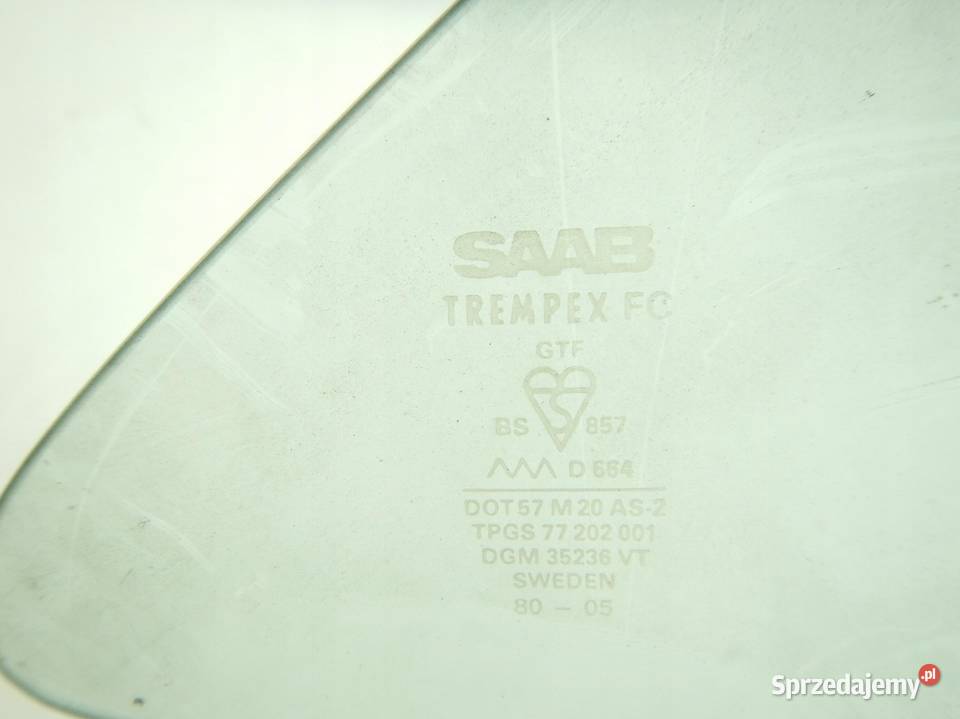 SAAB
TREMPEX FC
GTF
BS 857
D 664
DOT 57 M 20 AS-2
TPGS 77 202 001
DGM 35236 VT
SWEDEN
80 - 05
Sprzedajemy.pl